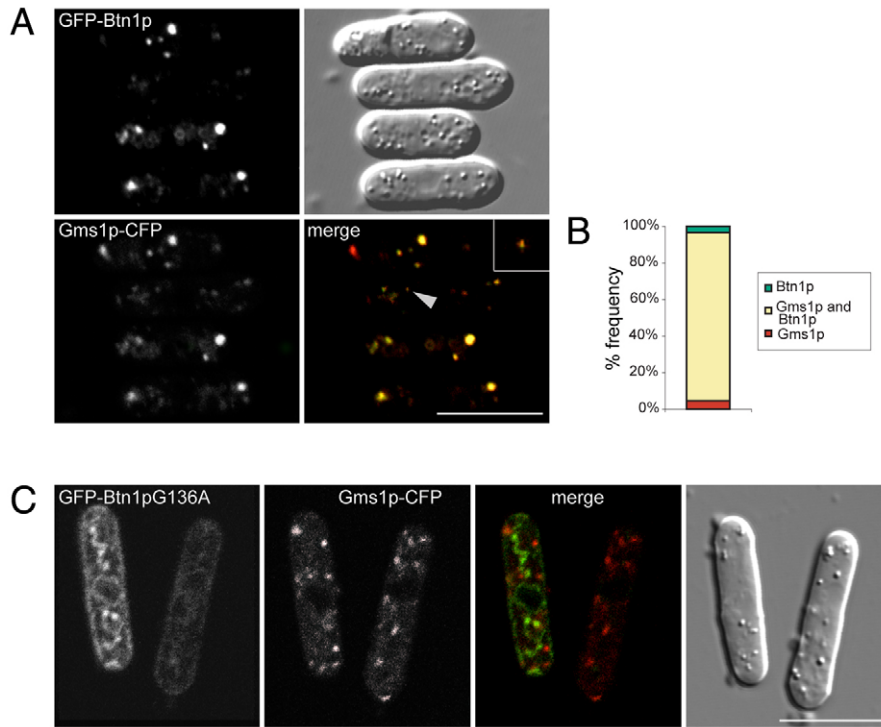 A
GFP-Btn1p
Gms1p-CFP
merge
B
100%
80%
60%
40%
20%
0%
% frequency
Btn1p
Gms1p and
Btn1p
Gms1p
C
GFP-Btn1pG136A
Gms1p-CFP
merge